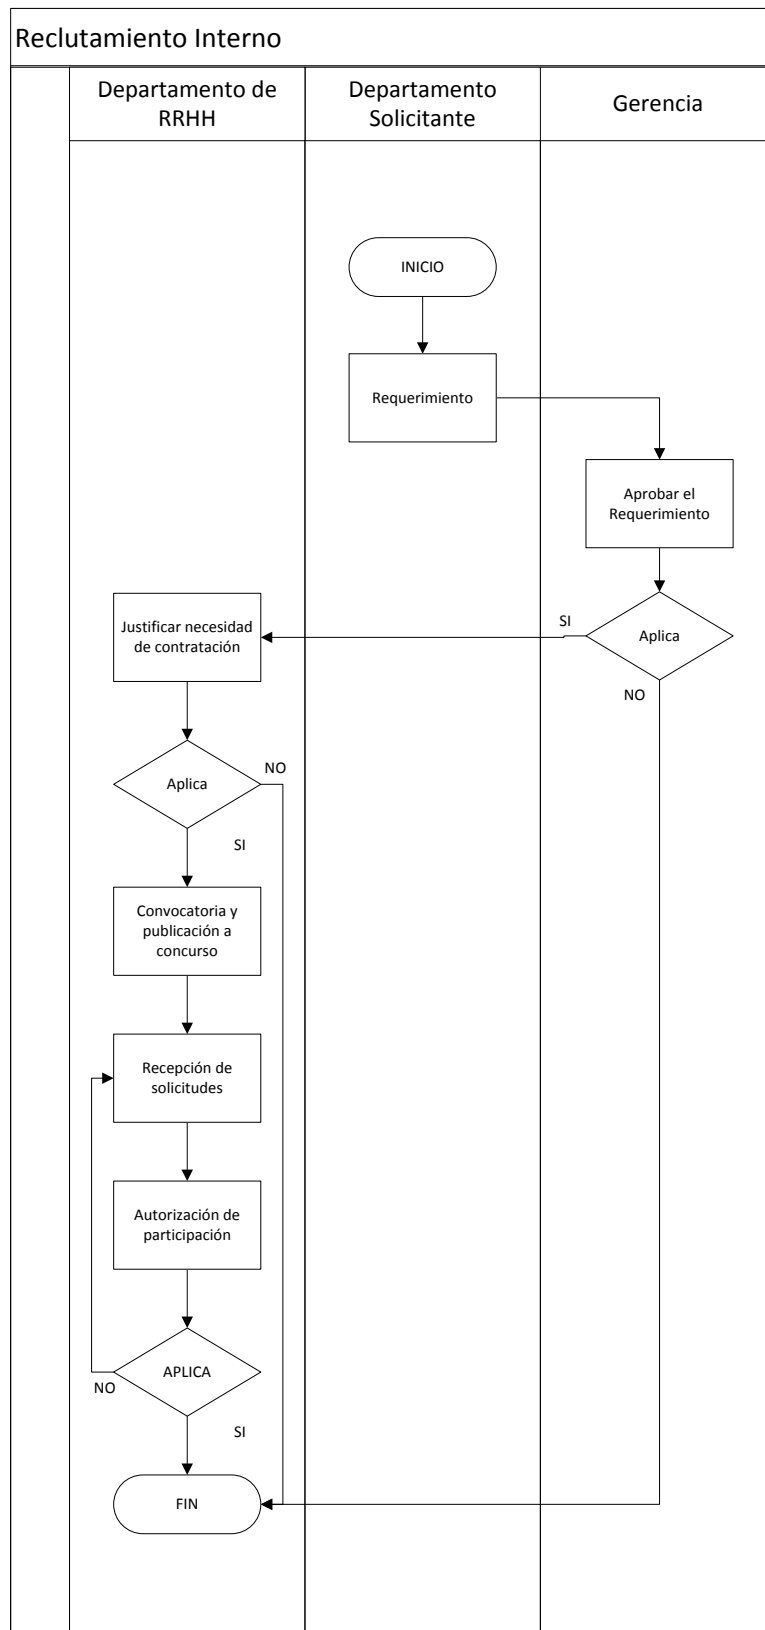 Reclutamiento Interno
Departamento de
RRHH
Departamento
Solicitante
Gerencia
INICIO
Requerimiento
Aprobar el
Requerimiento
Aplica
SI
NO
Justificar necesidad
de contratación
Aplica
NO
SI
Convocatoria y
publicación a
concurso
Recepción de
solicitudes
Autorización de
participación
APLICA
NO
SI
FIN